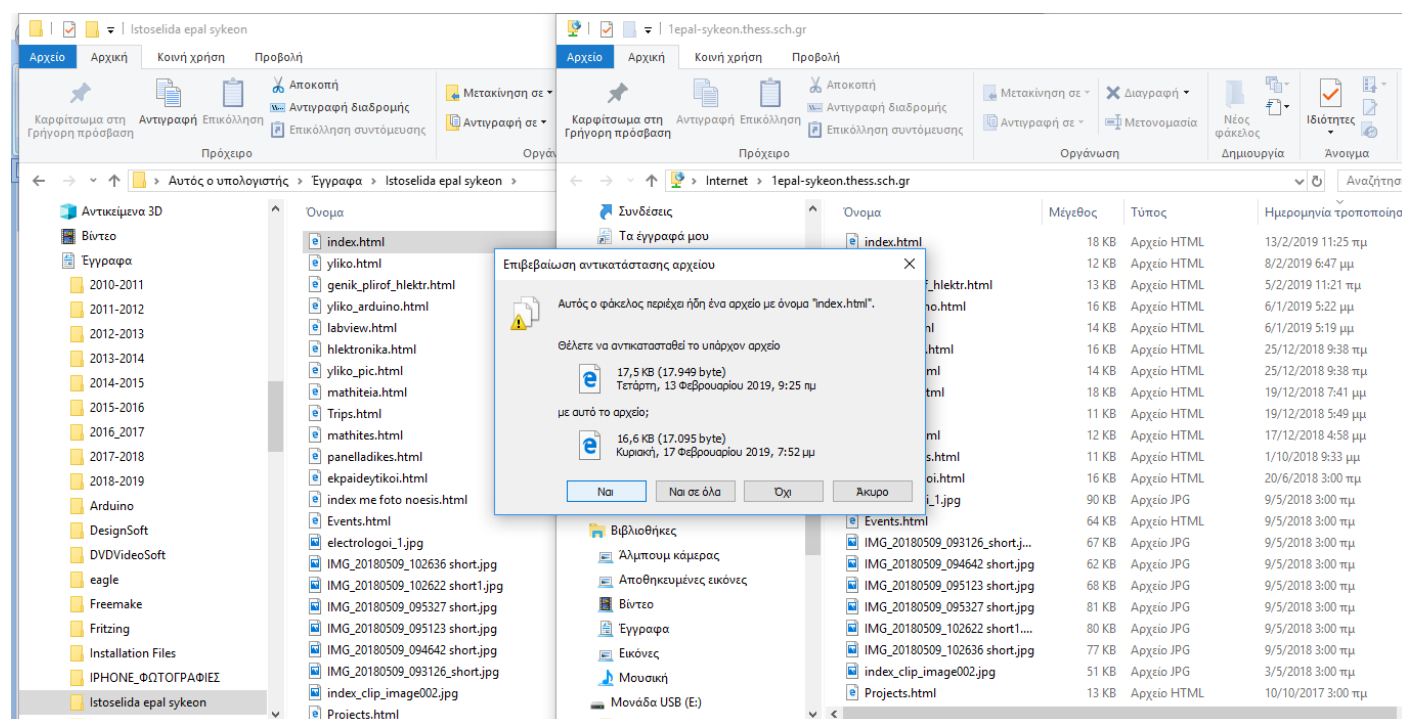 Istoselida epal sykeon
Αρχείο Αρχική Κοινή χρήση Προβολή
Καρφίτσωμα στη Γρήγορη πρόσβαση
Αντιγραφή
Επικόλληση
Αποκοπή
Αντιγραφή διαδρομής
Επικόλληση συντόμευσης
Μετακίνηση σε
Αντιγραφή σε
Πρόχειρο
Αυτός ο υπολογιστής > Έγγραφα > Istoselida epal sykeon >
Αντικείμενα 3D
Βίντεο
Έγγραφα
2010-2011
2011-2012
2012-2013
2013-2014
2014-2015
2015-2016
2016_2017
2017-2018
2018-2019
Arduino
DesignSoft
DVDVideoSoft
eagle
Freemake
Fritzing
Installation Files
IPHONE_ΦΩΤΟΓΡΑΦΙΕΣ
Istoselida epal sykeon
Όνομα
index.html
yliko.html
genik_plirof_hlektr.html
yliko_arduino.html
labview.html
hlektronika.html
yliko_pic.html
mathiteia.html
Trips.html
mathites.html
panelladikes.html
ekpaideytikoi.html
index me foto noesis.html
Events.html
electrologoi_1.jpg
IMG_20180509_102636 short.jpg
IMG_20180509_102622 short1.jpg
IMG_20180509_095327 short.jpg
IMG_20180509_095123 short.jpg
IMG_20180509_094642 short.jpg
IMG_20180509_093126_short.jpg
index_clip_image002.jpg
Projects.html
1epal-sykeon.thess.sch.gr
Αρχείο Αρχική Κοινή χρήση Προβολή
Καρφίτσωμα στη Γρήγορη πρόσβαση
Αντιγραφή
Επικόλληση
Αποκοπή
Αντιγραφή διαδρομής
Επικόλληση συντόμευσης
Μετακίνηση σε
Αντιγραφή σε
Διαγραφή
Μετονομασία
Νέος φάκελος
Ιδιότητες
Πρόχειρο Οργάνωση Δημιουργία Άνοιγμα
> Internet > 1epal-sykeon.thess.sch.gr
Συνδέσεις
Τα έγγραφά μου
Βιβλιοθήκες
Άλμπουμ κάμερας
Αποθηκευμένες εικόνες
Βίντεο
Έγγραφα
Εικόνες
Μουσική
Μονάδα USB (E:)
Όνομα Μέγεθος Τύπος
index.html 18 KB Αρχείο HTML 13/2/2019 11:25 πμ
12 KB Αρχείο HTML 8/2/2019 6:47 μμ
f_hlektr.html 13 KB Αρχείο HTML 5/2/2019 11:21 πμ
no.html 16 KB Αρχείο HTML 6/1/2019 5:22 μμ
14 KB Αρχείο HTML 6/1/2019 5:19 μμ
.html 16 KB Αρχείο HTML 25/12/2018 9:38 πμ
ml 14 KB Αρχείο HTML 25/12/2018 9:38 πμ
tml 18 KB Αρχείο HTML 19/12/2018 7:41 μμ
11 KB Αρχείο HTML 19/12/2018 5:49 μμ
ml 12 KB Αρχείο HTML 17/12/2018 4:58 μμ
s.html 11 KB Αρχείο HTML 1/10/2018 9:33 μμ
oi.html 16 KB Αρχείο HTML 20/6/2018 3:00 πμ
i_1.jpg 90 KB Αρχείο JPG 9/5/2018 3:00 πμ
Events.html 64 KB Αρχείο HTML 9/5/2018 3:00 πμ
IMG_20180509_093126_short.j... 67 KB Αρχείο JPG 9/5/2018 3:00 πμ
IMG_20180509_094642 short.jpg 62 KB Αρχείο JPG 9/5/2018 3:00 πμ
IMG_20180509_095123 short.jpg 68 KB Αρχείο JPG 9/5/2018 3:00 πμ
IMG_20180509_095327 short.jpg 81 KB Αρχείο JPG 9/5/2018 3:00 πμ
IMG_20180509_102622 short1.... 80 KB Αρχείο JPG 9/5/2018 3:00 πμ
IMG_20180509_102636 short.jpg 77 KB Αρχείο JPG 9/5/2018 3:00 πμ
index_clip_image002.jpg 51 KB Αρχείο JPG 3/5/2018 3:00 πμ
Projects.html 13 KB Αρχείο HTML 10/10/2017 3:00 πμ
Επιβεβαίωση αντικατάστασης αρχείου
Αυτός ο φάκελος περιέχει ήδη ένα αρχείο με όνομα "index.html".
Θέλετε να αντικατασταθεί το υπάρχον αρχείο
17,5 KB (17.949 byte)
Τετάρτη, 13 Φεβρουαρίου 2019, 9:25 πμ
με αυτό το αρχείο;
16,6 KB (17.095 byte)
Κυριακή, 17 Φεβρουαρίου 2019, 7:52 μμ
Ναι Ναι σε όλα Όχι Άκυρο